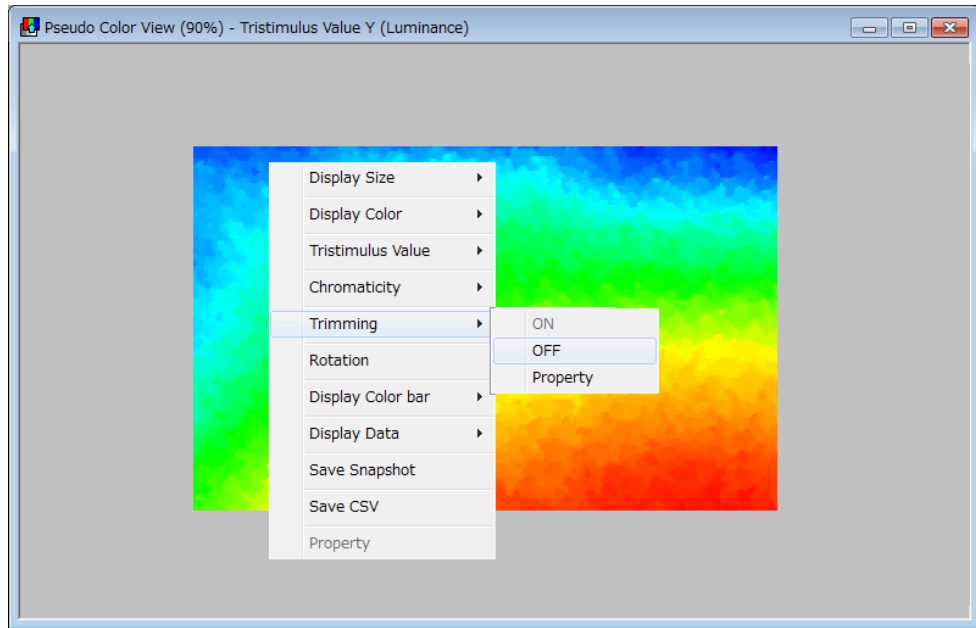 Pseudo Color View (90%) - Tristimulus Value Y (Luminance)
Display Size
Display Color
Tristimulus Value
Chromaticity
Trimming
Rotation
Display Color bar
Display Data
Save Snapshot
Save CSV
Property
ON
OFF
Property